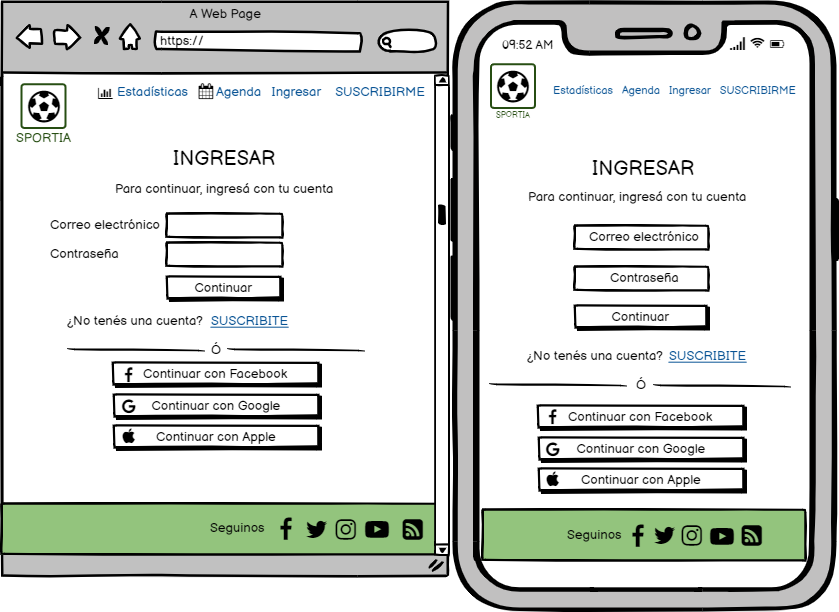 A Web Page
https://
Estadísticas Agenda Ingresar SUSCRIBIRME
SPORTIA
INGRESAR
Para continuar, ingresá con tu cuenta
Correo electrónico
Contraseña
Continuar
¿No tenés una cuenta? SUSCRIBITE
Ó
Continuar con Facebook
Continuar con Google
Continuar con Apple
Seguinos
09:52 AM
Estadísticas Agenda Ingresar SUSCRIBIRME
SPORTIA
INGRESAR
Para continuar, ingresá con tu cuenta
Correo electrónico
Contraseña
Continuar
¿No tenés una cuenta? SUSCRIBITE
Ó
Continuar con Facebook
Continuar con Google
Continuar con Apple
Seguinos